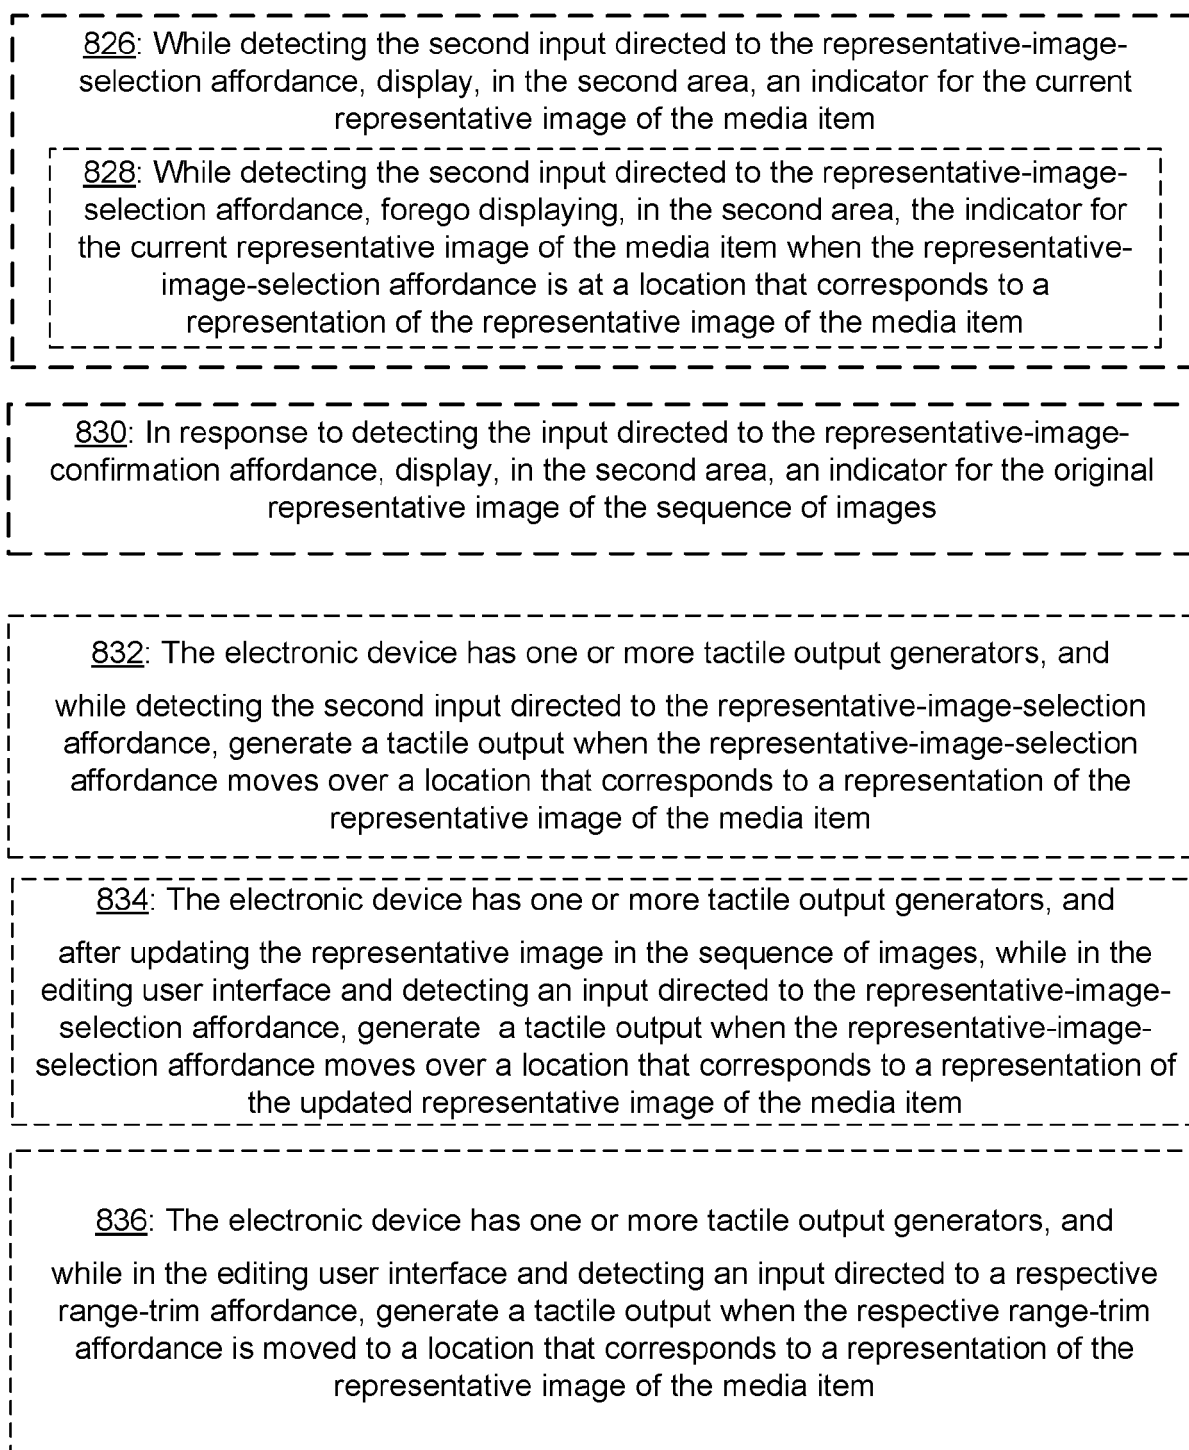 826: While detecting the second input directed to the representative-image-
selection affordance, display, in the second area, an indicator for the current
representative image of the media item
828: While detecting the second input directed to the representative-image-
selection affordance, forego displaying, in the second area, the indicator for
the current representative image of the media item when the representative-
image-selection affordance is at a location that corresponds to a
representation of the representative image of the media item
830: In response to detecting the input directed to the representative-image-
confirmation affordance, display, in the second area, an indicator for the original
representative image of the sequence of images
832: The electronic device has one or more tactile output generators, and
while detecting the second input directed to the representative-image-selection
affordance, generate a tactile output when the representative-image-selection
affordance moves over a location that corresponds to a representation of the
representative image of the media item
834: The electronic device has one or more tactile output generators, and
after updating the representative image in the sequence of images, while in the
editing user interface and detecting an input directed to the representative-image-
selection affordance, generate  a tactile output when the representative-image-
selection affordance moves over a location that corresponds to a representation of
the updated representative image of the media item
836: The electronic device has one or more tactile output generators, and
while in the editing user interface and detecting an input directed to a respective
range-trim affordance, generate a tactile output when the respective range-trim
affordance is moved to a location that corresponds to a representation of the
representative image of the media item